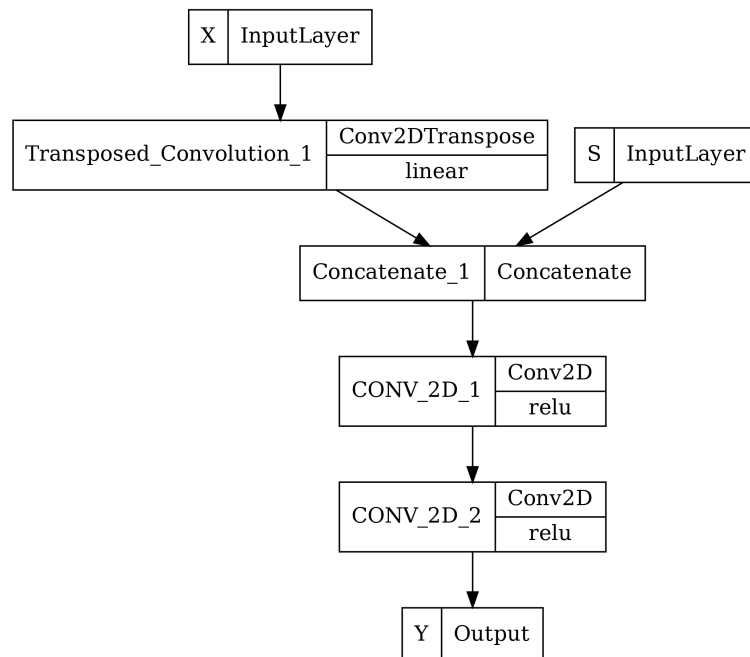 X InputLayer
Transposed_Convolution_1 Conv2DTranspose
linear
S InputLayer
Concatenate_1 Concatenate
CONV_2D_1 Conv2D
relu
CONV_2D_2 Conv2D
relu
Y Output